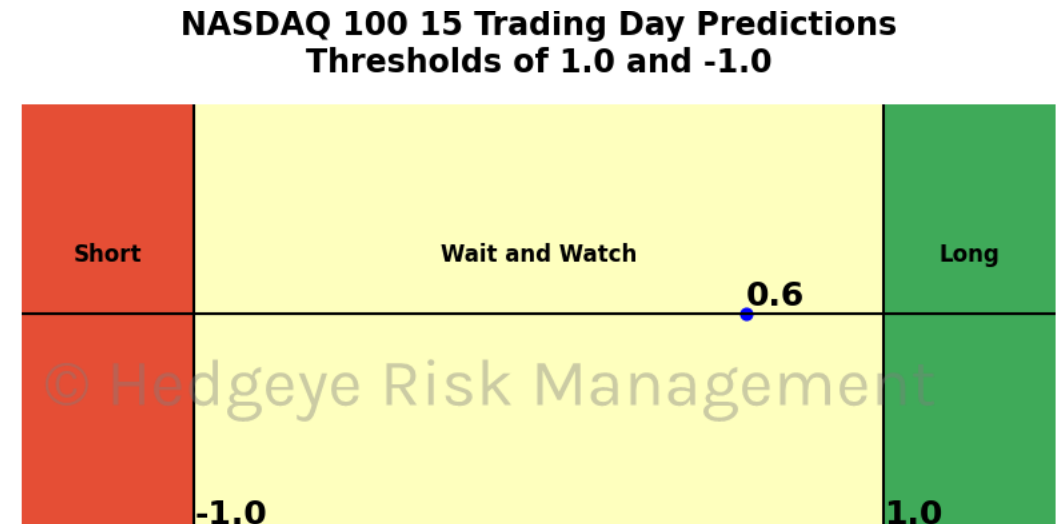 NASDAQ 100 15 Trading Day Predictions
Thresholds of 1.0 and -1.0
Short
Wait and Watch
Long
0.6
© Hedgeye Risk Management
-1.0
1.0